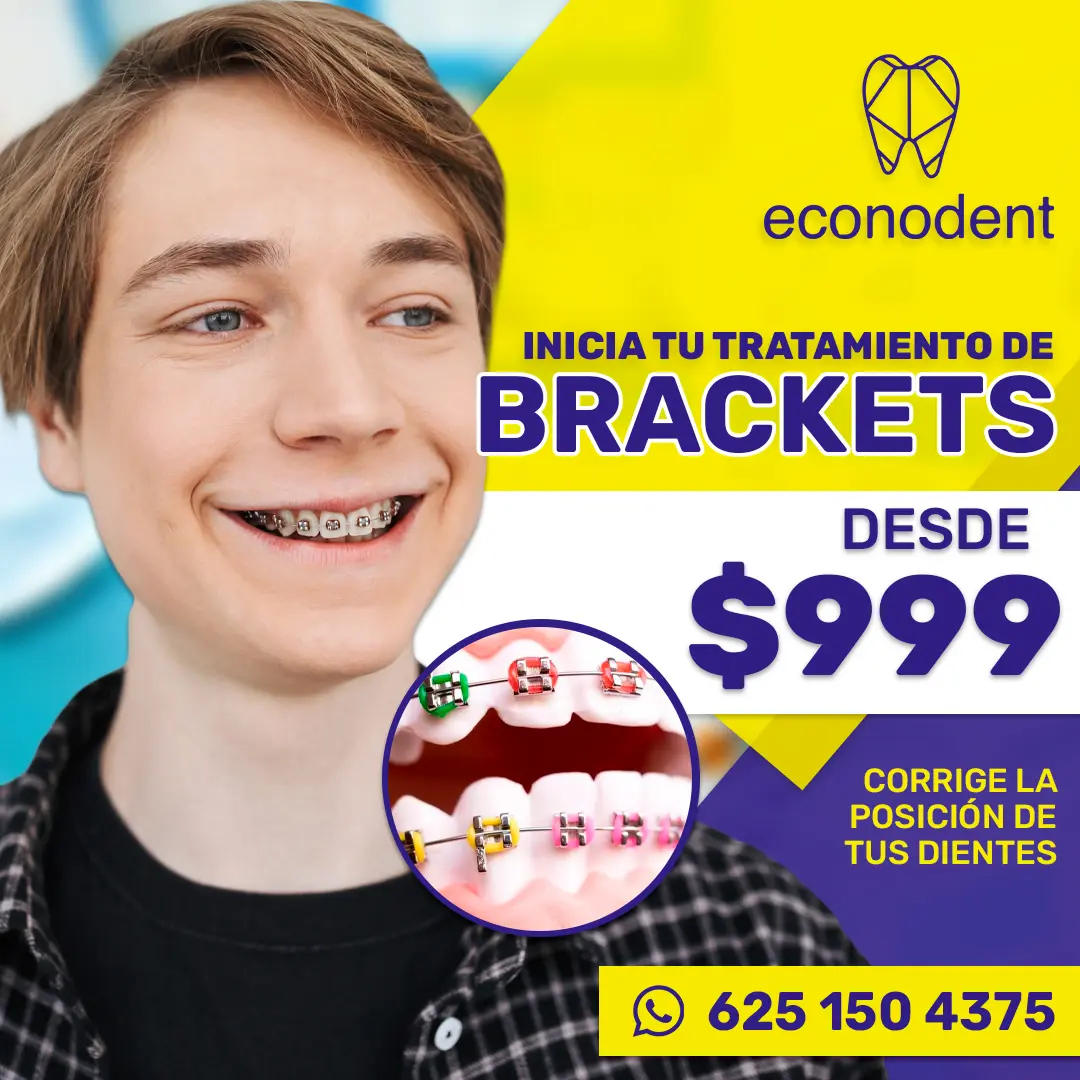 econodent
INICIA TU TRATAMIENTO DE
BRACKETS
DESDE
$999
CORRIGE LA
POSICIÓN DE
TUS DIENTES
625 150 4375